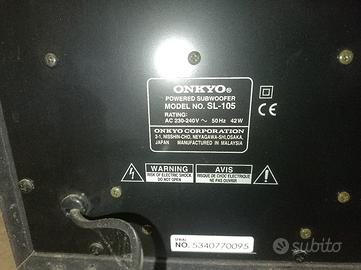 ONKYO®
POWERED SUBWOOFER
MODEL NO. SL-105
RATING:
AC 230-240V ~ 50Hz 42W
ONKYO CORPORATION
2-1, NISSHIN-CHO, NEYAGAWA-SHI, OSAKA,
JAPAN MANUFACTURED IN MALAYSIA
CE
WARNING
RISK OF ELECTRIC SHOCK
DO NOT OPEN
AVIS
RISQUE DE CHOC ELECTRIQUE
NE PAS OUVRIR
SERIAL
NO. 5340770095
subito